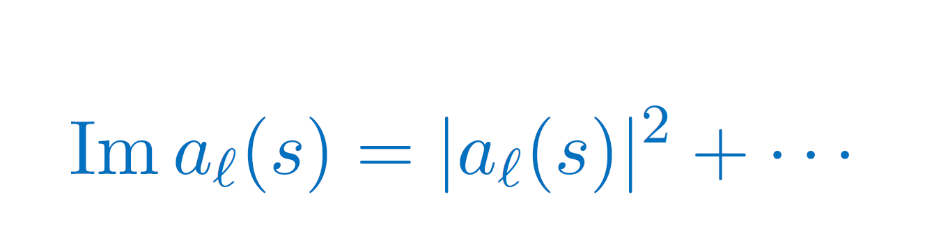 Im a_ℓ(s) = |a_ℓ(s)|² + ⋯